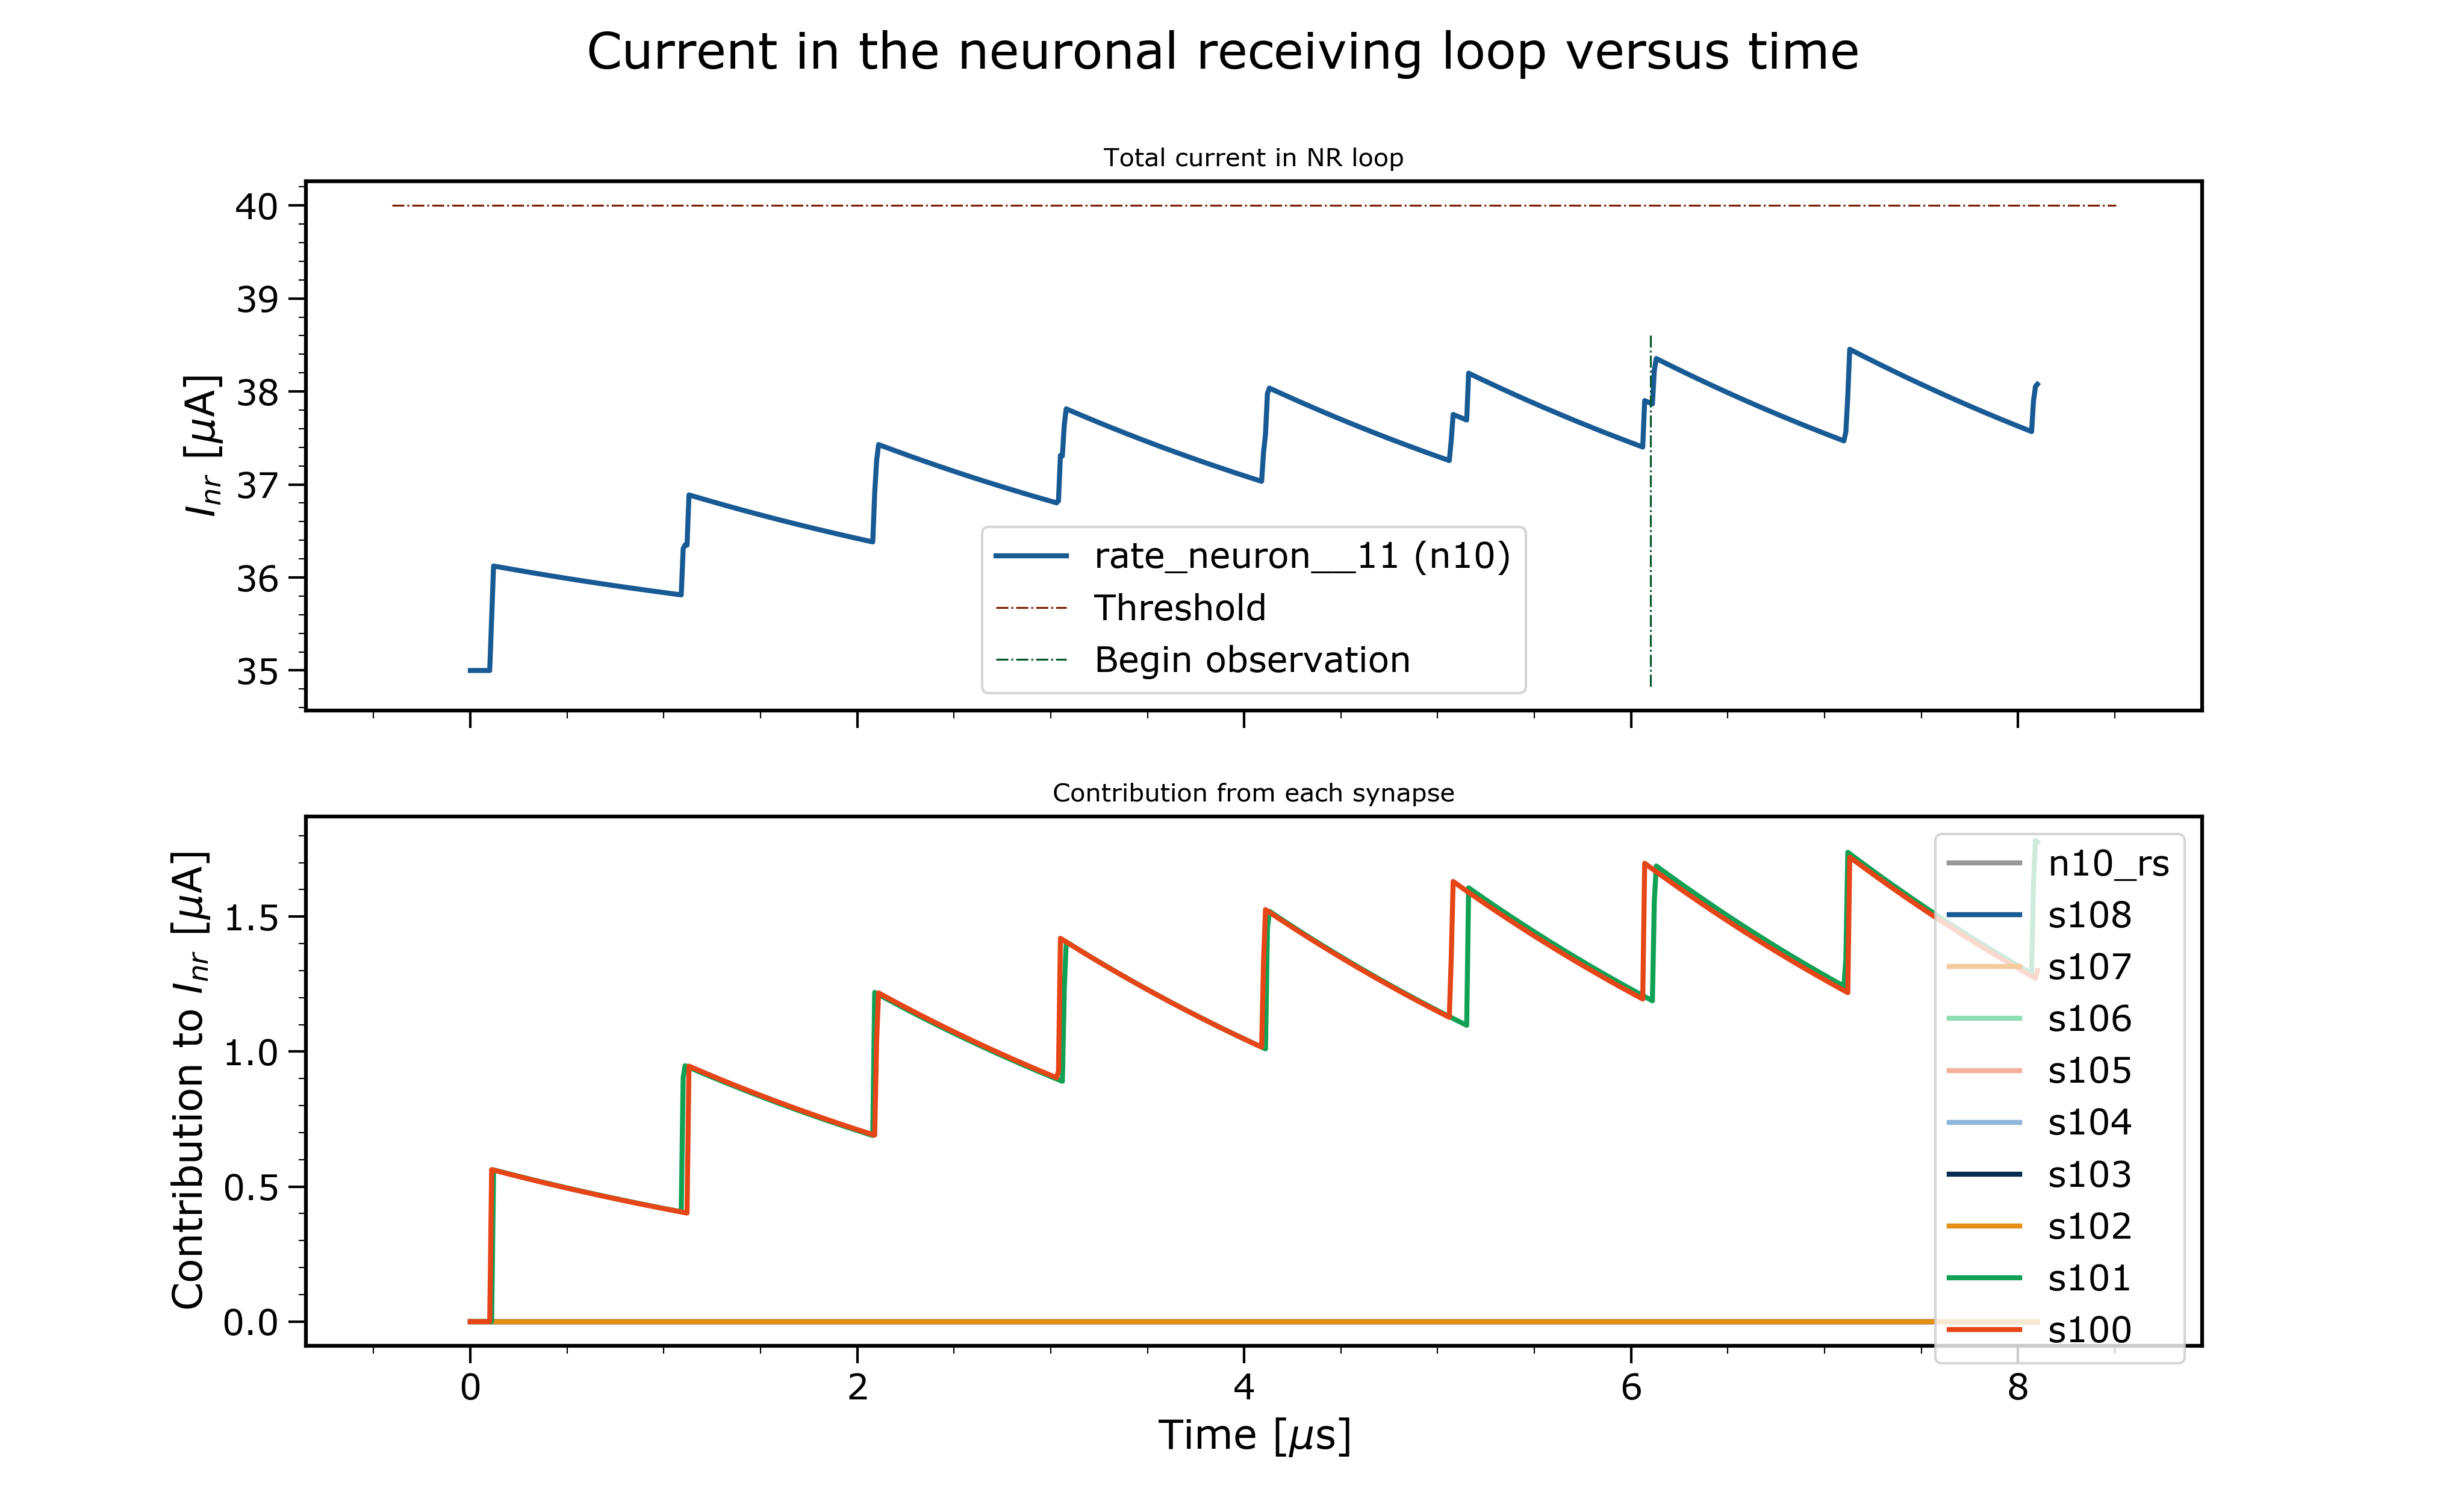 Current in the neuronal receiving loop versus time
Total current in NR loop
40
39
38
37
36
35
I_nr [μA]
rate_neuron__11 (n10)
Threshold
Begin observation
Contribution from each synapse
1.5
1.0
0.5
0.0
Contribution to I_nr [μA]
n10_rs
s108
s107
s106
s105
s104
s103
s102
s101
s100
0 2 4 6 8
Time [μs]